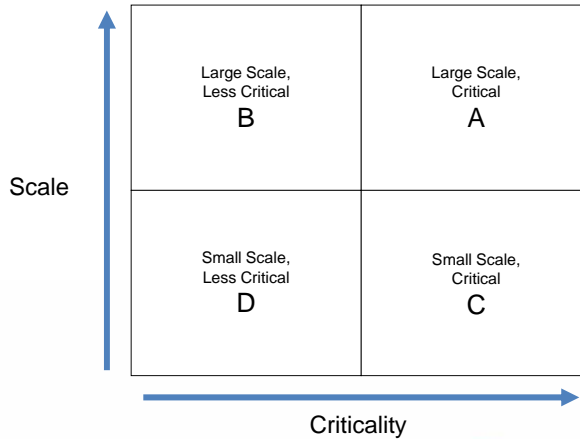 Large Scale,
Less Critical
B
Large Scale,
Critical
A
Scale
Small Scale,
Less Critical
D
Small Scale,
Critical
C
Criticality